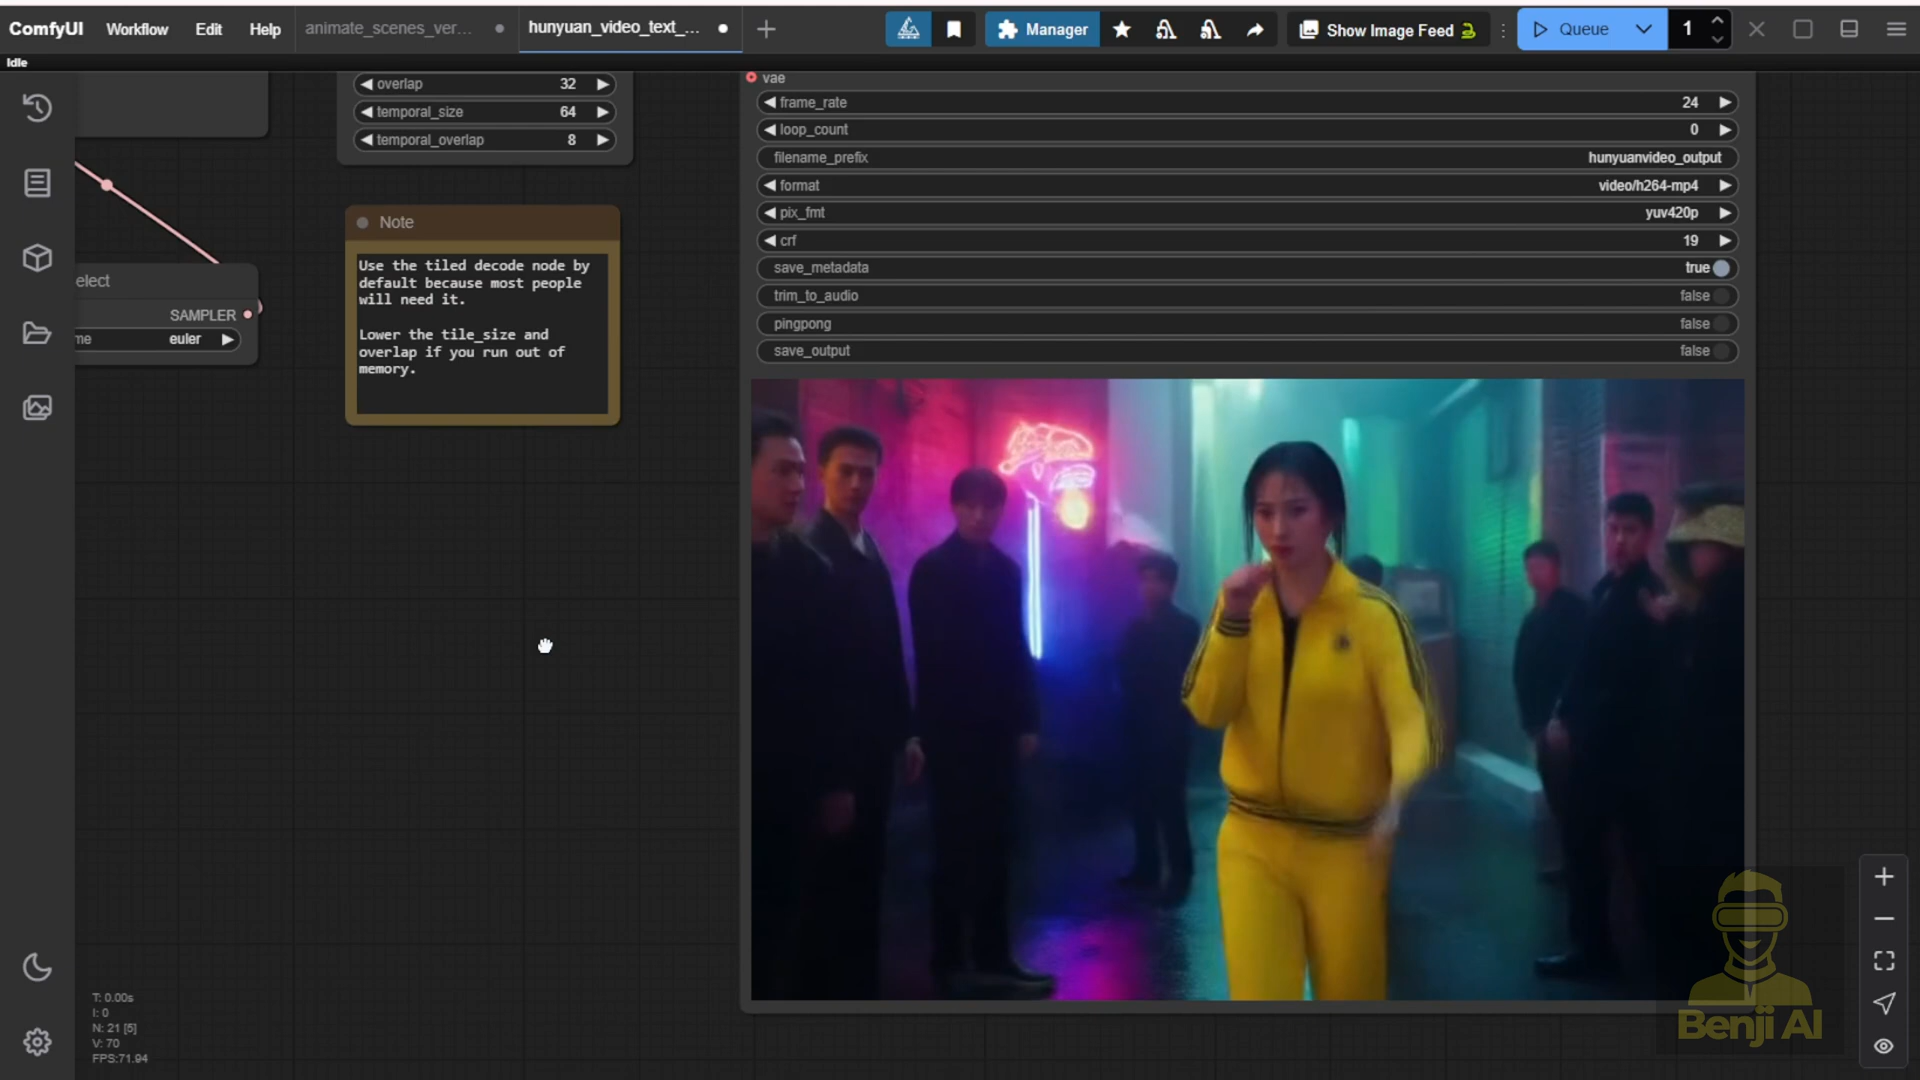 ComfyUI Workflow Edit Help animate_scenes_ver... hunyuan_video_text_... Manager Show Image Feed Queue 1
Idle
overlap 32
temporal_size 64
temporal_overlap 8
Note
Use the tiled decode node by
default because most people
will need it.
Lower the tile_size and
overlap if you run out of
memory.
elect
SAMPLER
me euler
vae
frame_rate 24
loop_count 0
filename_prefix hunyuanvideo_output
format video/h264-mp4
pix_fmt yuv420p
crf 19
save_metadata true
trim_to_audio false
pingpong false
save_output false
T: 0.00s
I: 0
N: 21 [5]
V: 70
FPS:71.94
Benji AI